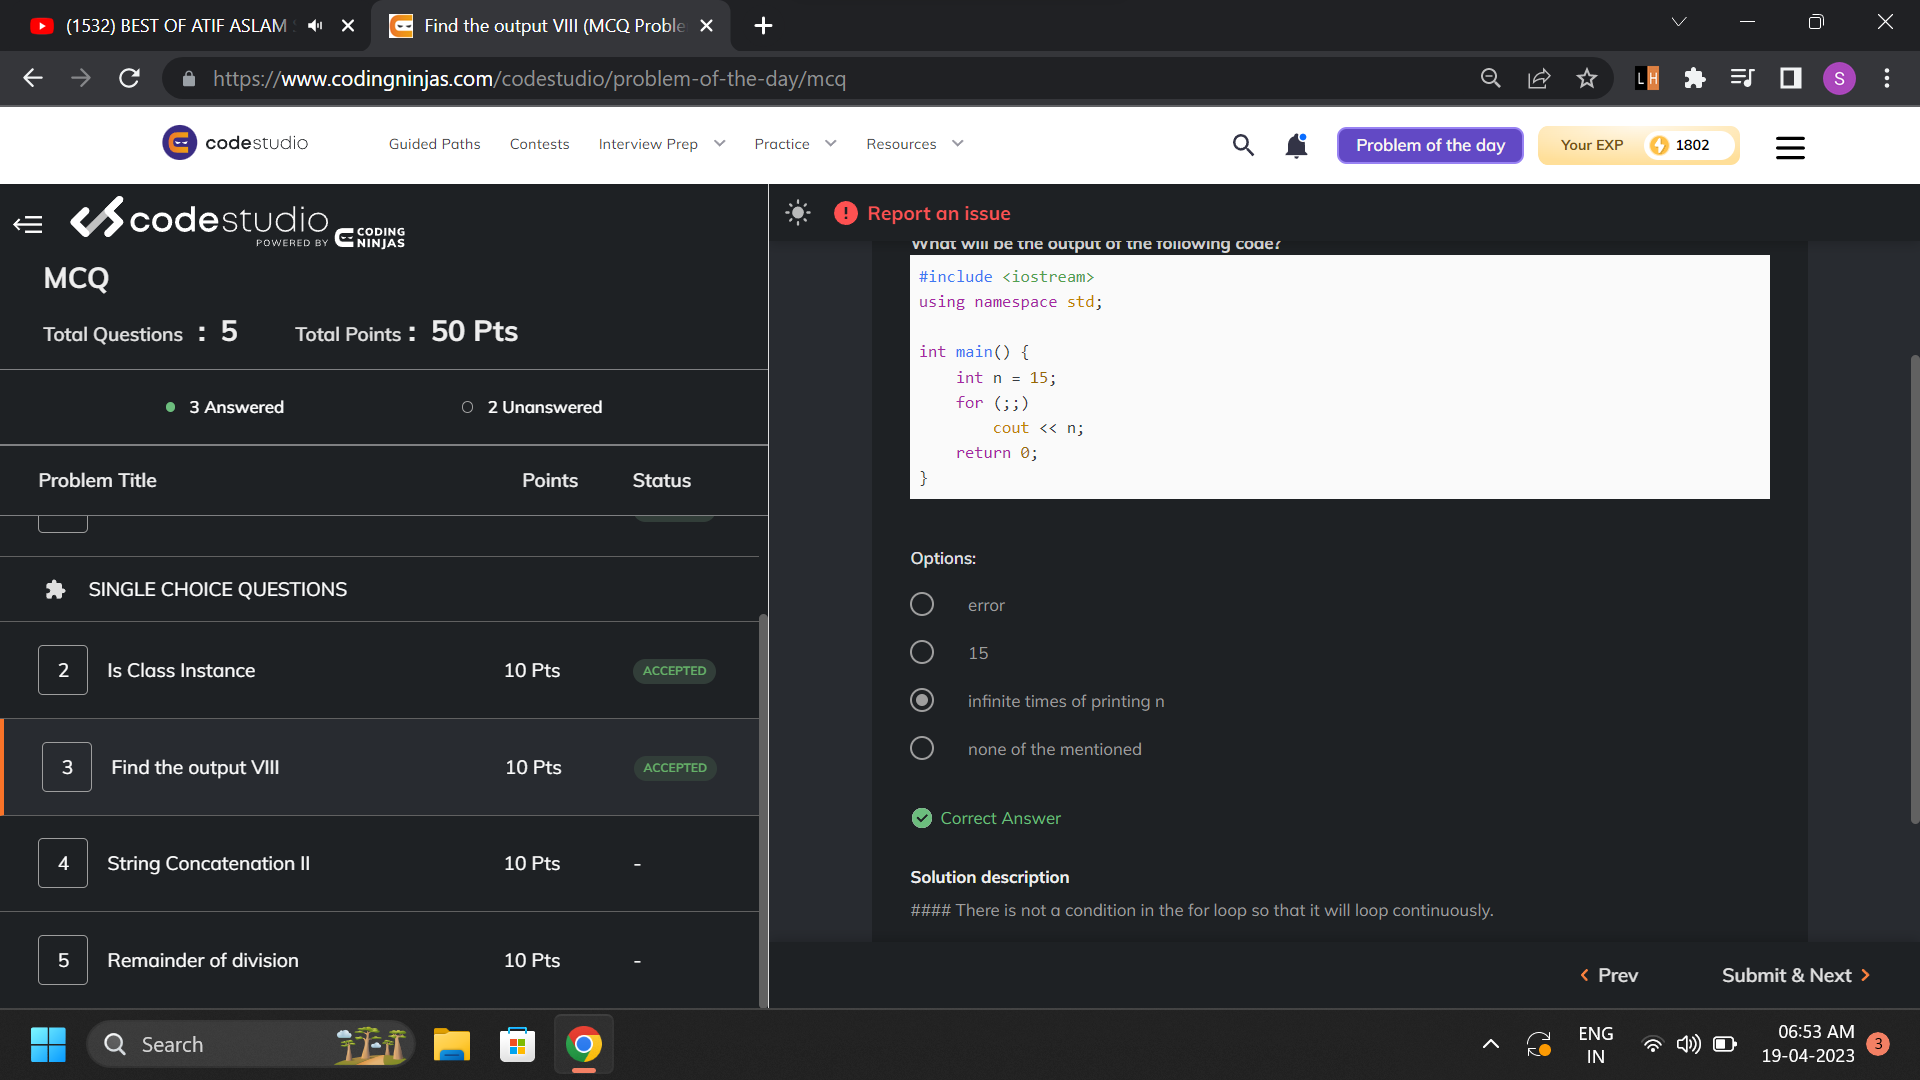 (1532) BEST OF ATIF ASLAM
Find the output VIII (MCQ Proble
https://www.codingninjas.com/codestudio/problem-of-the-day/mcq
LH
S
codestudio
Guided Paths
Contests
Interview Prep
Practice
Resources
Problem of the day
Your EXP
1802
codestudio
POWERED BY
CODING
NINJAS
MCQ
Total Questions : 5
Total Points : 50 Pts
3 Answered
2 Unanswered
Problem Title
Points
Status
SINGLE CHOICE QUESTIONS
2 Is Class Instance 10 Pts ACCEPTED
3 Find the output VIII 10 Pts ACCEPTED
4 String Concatenation II 10 Pts -
5 Remainder of division 10 Pts -
Report an issue
What will be the output of the following code?
#include <iostream>
using namespace std;
int main() {
int n = 15;
for (;;)
cout << n;
return 0;
}
Options:
error
15
infinite times of printing n
none of the mentioned
Correct Answer
Solution description
#### There is not a condition in the for loop so that it will loop continuously.
Prev
Submit & Next
Search
ENG
IN
06:53 AM
19-04-2023
3